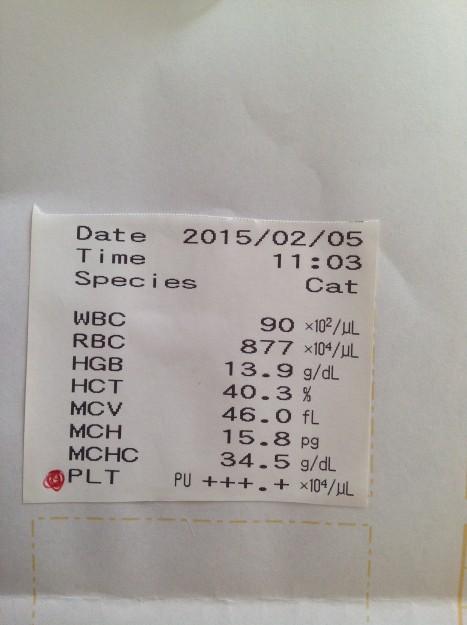 Date 2015/02/05
Time 11:03
Species Cat
WBC 90 ×10²/µL
RBC 877 ×10⁴/µL
HGB 13.9 g/dL
HCT 40.3 %
MCV 46.0 fL
MCH 15.8 pg
MCHC 34.5 g/dL
PLT PU +++.+ ×10⁴/µL